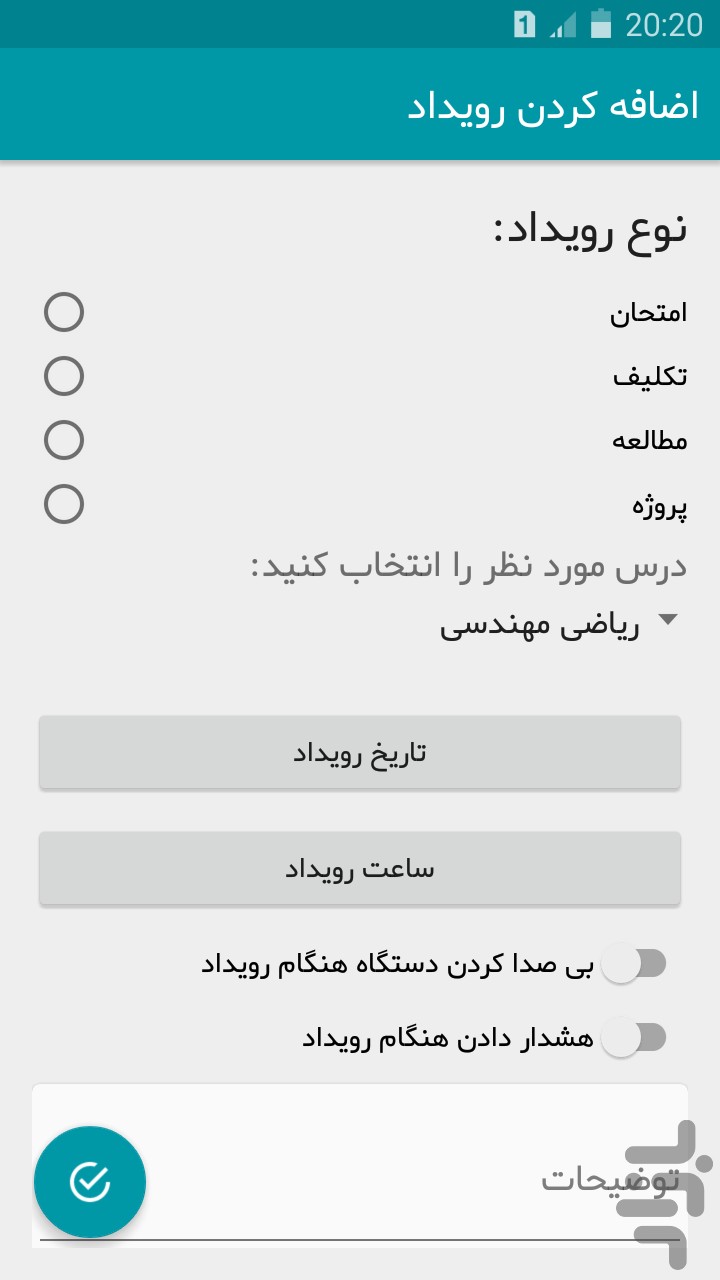 20:20
اضافه کردن رویداد
نوع رویداد:
امتحان
تکلیف
مطالعه
پروژه
درس مورد نظر را انتخاب کنید:
ریاضی مهندسی
تاریخ رویداد
ساعت رویداد
بی صدا کردن دستگاه هنگام رویداد
هشدار دادن هنگام رویداد
توضیحات